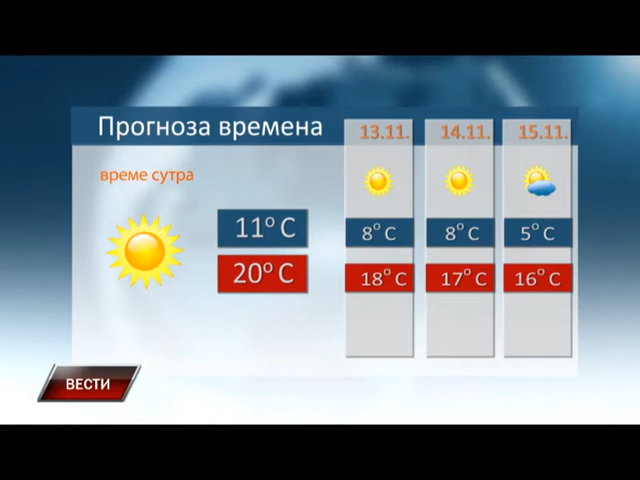 Прогноза времена
време сутра
11° C
20° C
13.11.
8° C
18° C
14.11.
8° C
17° C
15.11.
5° C
16° C
ВЕСТИ